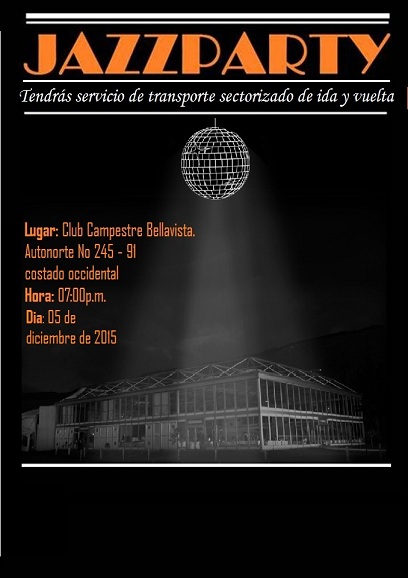 JAZZPARTY
Tendrás servicio de transporte sectorizado de ida y vuelta
Lugar: Club Campestre Bellavista.
Autonorte No 245 - 91
costado occidental
Hora: 07:00p.m.
Dia: 05 de
diciembre de 2015